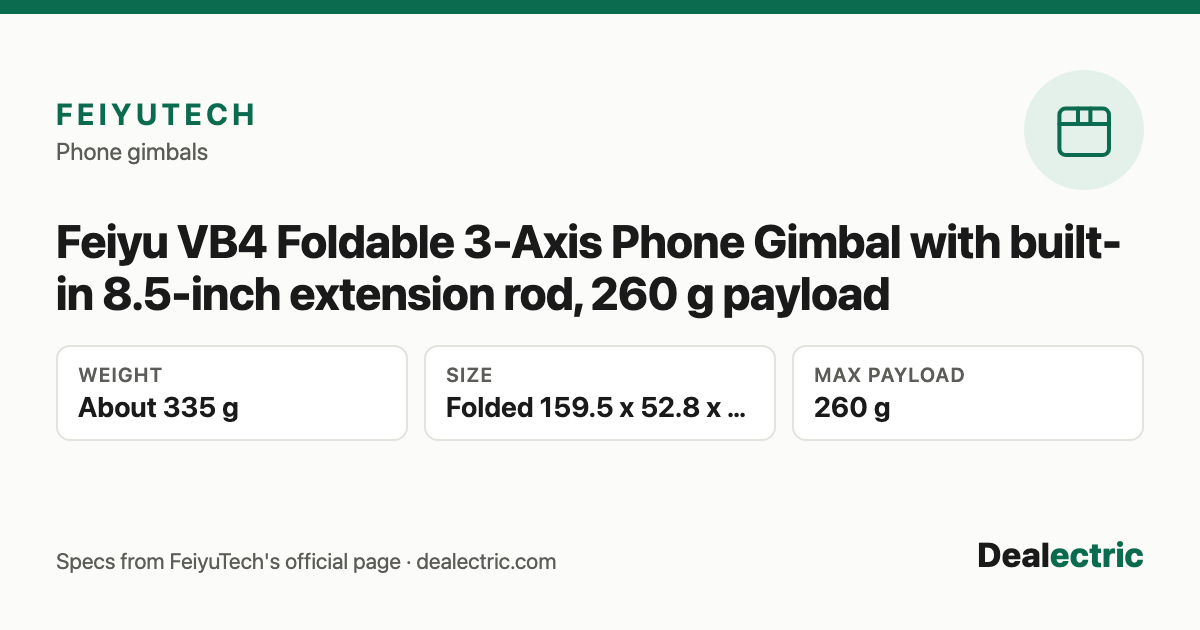 FEIYUTECH
Phone gimbals
Feiyu VB4 Foldable 3-Axis Phone Gimbal with built-
in 8.5-inch extension rod, 260 g payload
WEIGHT
About 335 g
SIZE
Folded 159.5 x 52.8 x ...
MAX PAYLOAD
260 g
Specs from FeiyuTech's official page · dealectric.com
Dealectric